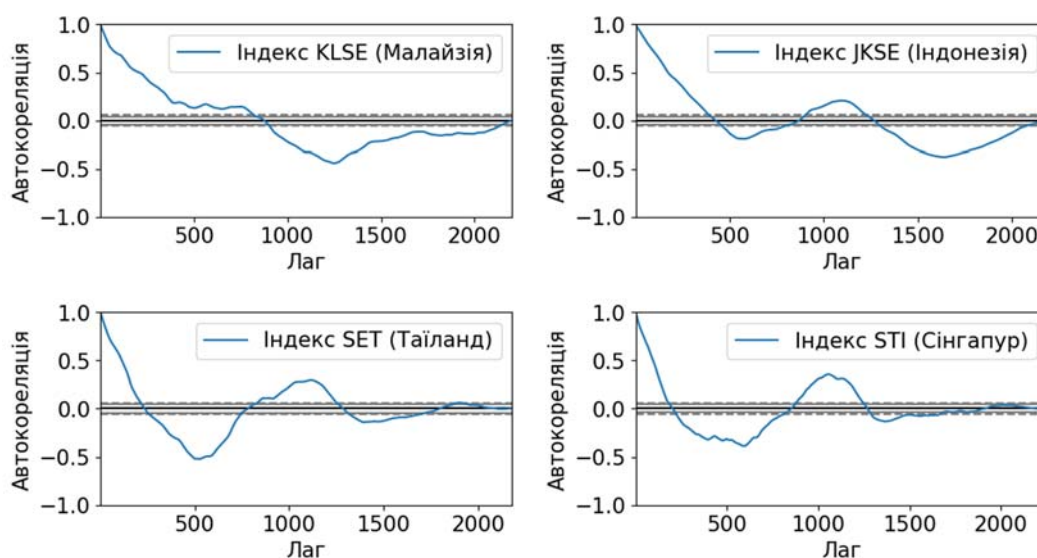 1.0
0.5
0.0
−0.5
−1.0
Автокореляція
Індекс KLSE (Малайзія)
500 1000 1500 2000
Лаг
1.0
0.5
0.0
−0.5
−1.0
Автокореляція
Індекс JKSE (Індонезія)
500 1000 1500 2000
Лаг
1.0
0.5
0.0
−0.5
−1.0
Автокореляція
Індекс SET (Таїланд)
500 1000 1500 2000
Лаг
1.0
0.5
0.0
−0.5
−1.0
Автокореляція
Індекс STI (Сінгапур)
500 1000 1500 2000
Лаг